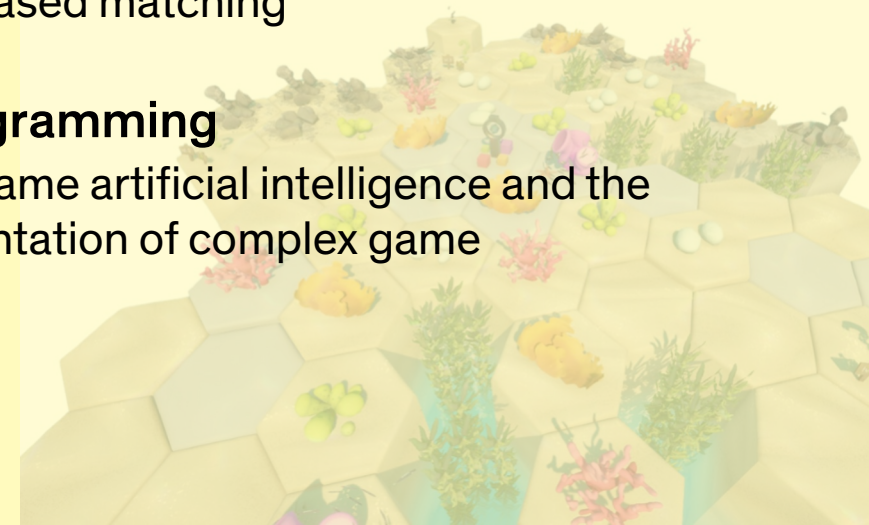 ased matching
gramming
ame artificial intelligence and the
ntation of complex game